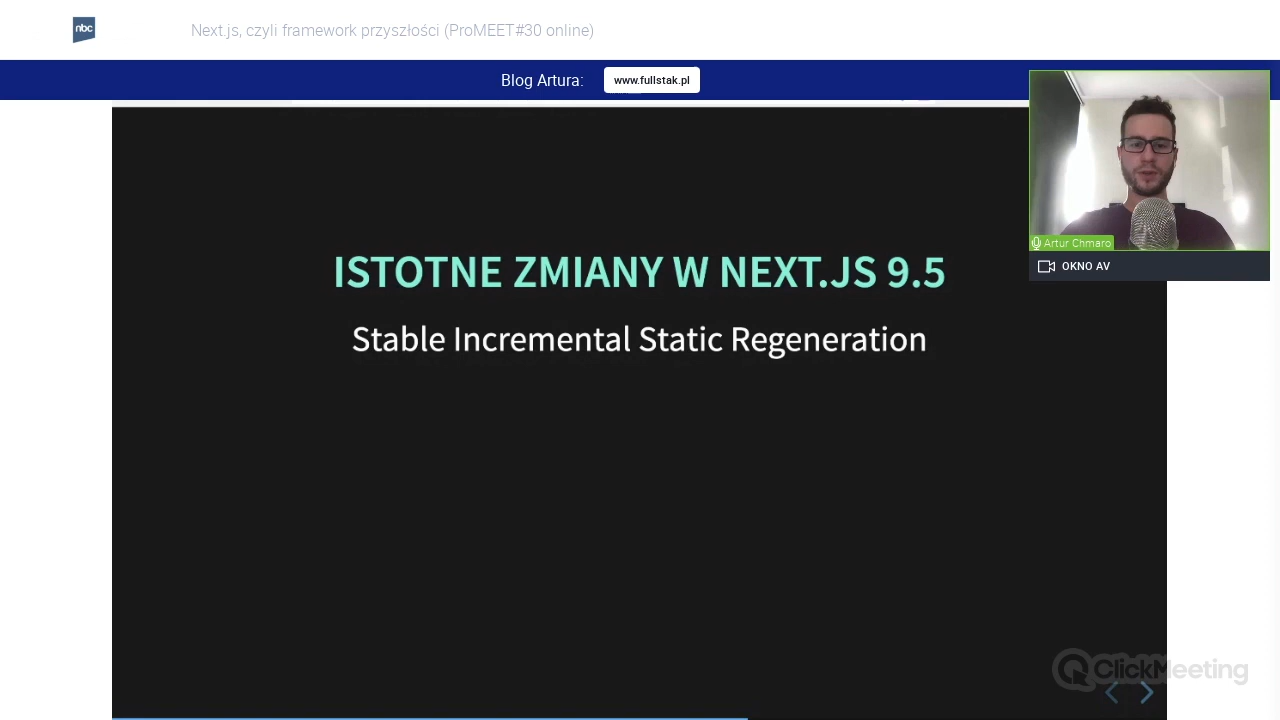 nbc
Next.js, czyli framework przyszłości (ProMEET#30 online)
Blog Artura:
www.fullstak.pl
Artur Chmaro
OKNO AV
ISTOTNE ZMIANY W NEXT.JS 9.5
Stable Incremental Static Regeneration
ClickMeeting